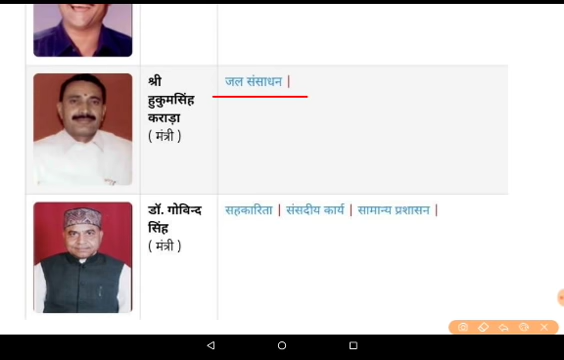 श्री
हुकुमसिंह
कराड़ा
( मंत्री )
जल संसाधन |
डॉ. गोविन्द
सिंह
( मंत्री )
सहकारिता | संसदीय कार्य | सामान्य प्रशासन |